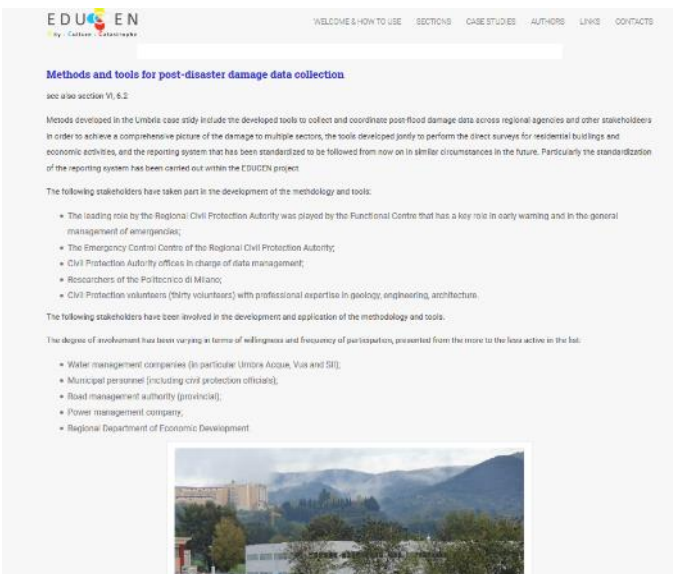 EDUCEN
City . Culture . Catastrophe
WELCOME & HOW TO USE SECTIONS CASE STUDIES AUTHORS LINKS CONTACTS
Methods and tools for post-disaster damage data collection
see also section VI, 6.2
Metods developed in the Umbria case stidy include the developed tools to collect and coordinate post-flood damage data across regional agencies and other stakeholdeers
in order to achieve a comprehensive picture of the damage to multiple sectors, the tools developed jontly to perform the direct surveys for residential buildings and
economic activities, and the reporting system that has been standardized to be followed from now on in similar circumstances in the future. Particularly the standardization
of the reporting system has been carried out within the EDUCEN project
The following stakeholders have taken part in the development of the methdology and tools:
The leading role by the Regional Civil Protection Autority was played by the Functional Centre that has a key role in early warning and in the general
management of emergencies;
The Emergency Control Centre of the Regional Civil Protection Autority;
Civil Protection Autority offices in charge of data management;
Researchers of the Politecnico di Milano;
Civil Protection volunteers (thirty volunteers) with professional expertise in geology, engineering, architecture.
The following stakeholders have been involved in the development and application of the methodology and tools.
The degree of involvement has been varying in terms of willingness and frequency of partecipation, presented from the more to the less active in the list:
Water management companies (in particular Umbra Acque, Vus and SII);
Municipal personnel (including civil protection officials);
Road management authority (provincial);
Power management company;
Regional Department of Economic Development